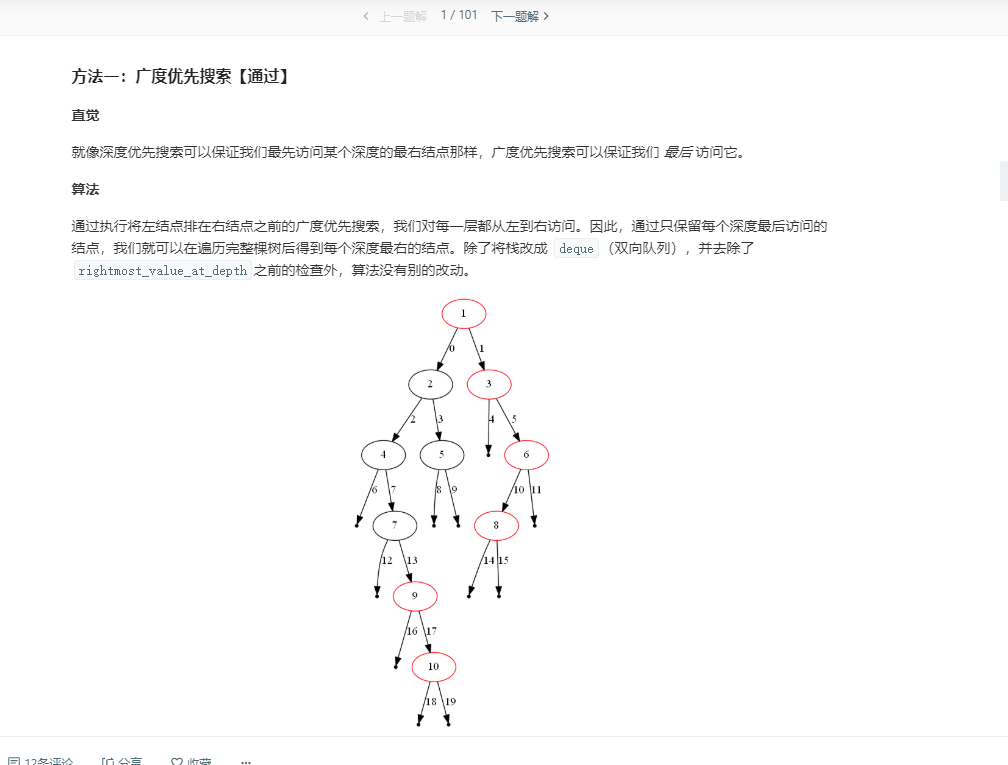 上一题解 1 / 101 下一题解
方法一：广度优先搜索【通过】
直觉
就像深度优先搜索可以保证我们最先访问某个深度的最右结点那样，广度优先搜索可以保证我们 最后 访问它。
算法
通过执行将左结点排在右结点之前的广度优先搜索，我们对每一层都从左到右访问。因此，通过只保留每个深度最后访问的
结点，我们就可以在遍历完整棵树后得到每个深度最右的结点。除了将栈改成 deque （双向队列），并去除了
rightmost_value_at_depth 之前的检查外，算法没有别的改动。
1
0 1
2 3
2 3 4 5
4 5 6
6 7 8 9 10 11
7 8
12 13 14 15
9
16 17
10
18 19
12条评论 分享 收藏 ...